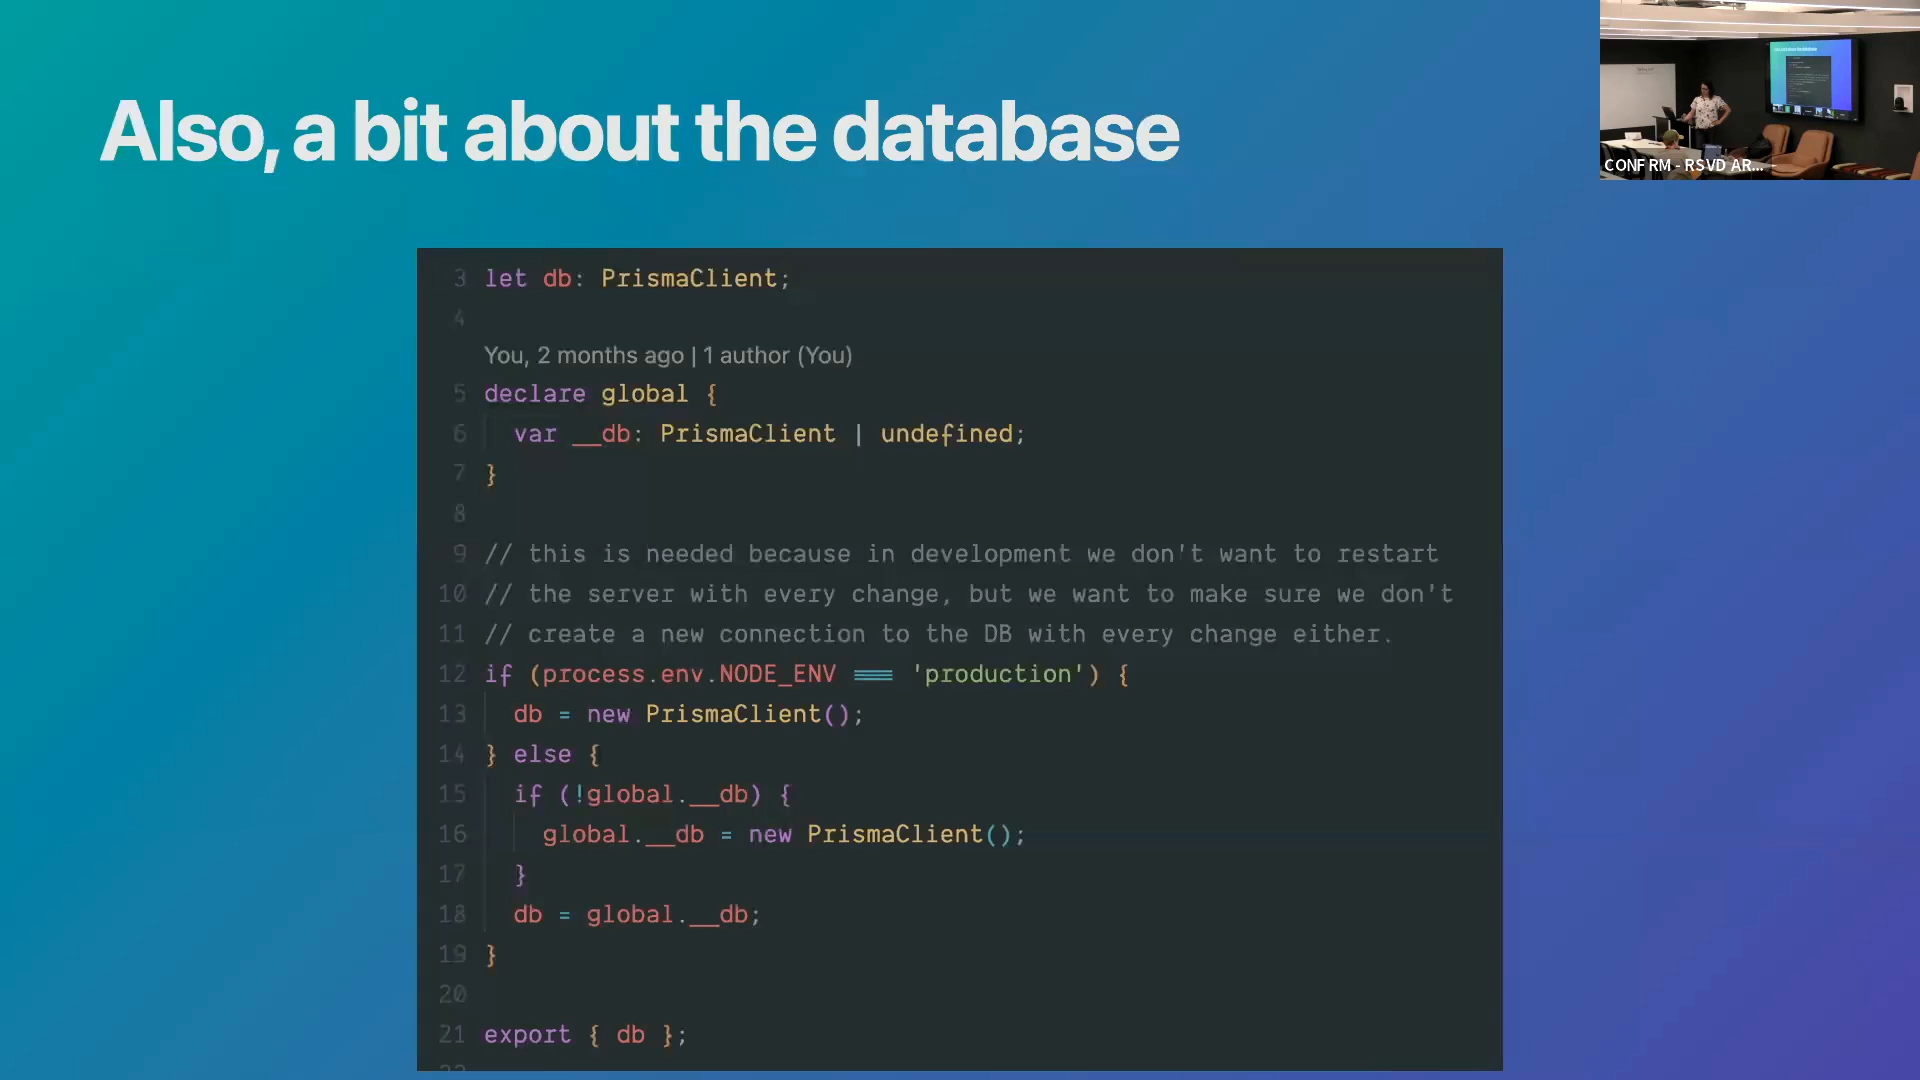 Also, a bit about the database
CONF RM - RSVD AR...
3 let db: PrismaClient;
4
You, 2 months ago | 1 author (You)
5 declare global {
6 var __db: PrismaClient | undefined;
7 }
8
9 // this is needed because in development we don't want to restart
10 // the server with every change, but we want to make sure we don't
11 // create a new connection to the DB with every change either.
12 if (process.env.NODE_ENV === 'production') {
13 db = new PrismaClient();
14 } else {
15 if (!global.__db) {
16 global.__db = new PrismaClient();
17 }
18 db = global.__db;
19 }
20
21 export { db };